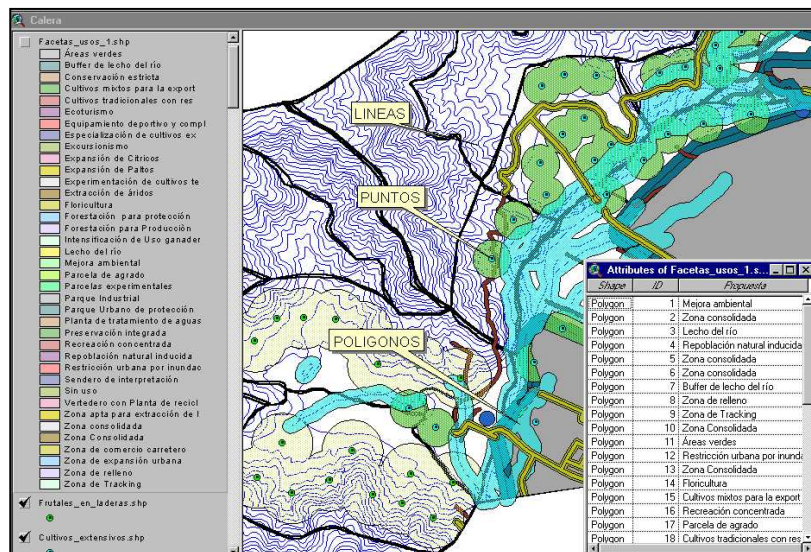 Calera
Facetas_usos_1.shp
Áreas verdes
Buffer de lecho del río
Conservación estricta
Cultivos mixtos para la export
Cultivos tradicionales con res
Ecoturismo
Equipamiento deportivo y compl
Especialización de cultivos ex
Excursionismo
Expansión de Cítricos
Expansión de Paltos
Experimentación de cultivos te
Extracción de áridos
Floricultura
Forestación para protección
Forestación para Producción
Intensificación de Uso ganader
Lecho del río
Mejora ambiental
Parcela de agrado
Parcelas experimentales
Parque Industrial
Parque Urbano de protección
Planta de tratamiento de aguas
Preservación integrada
Recreación concentrada
Repoblación natural inducida
Restricción urbana por inundac
Sendero de interpretación
Sin uso
Vertedero con Planta de recicl
Zona apta para extracción de l
Zona consolidada
Zona Consolidada
Zona de comercio carretero
Zona de expansión urbana
Zona de relleno
Zona de Tracking
Frutales_en_laderas.shp
Cultivos_extensivos.shp
LINEAS
PUNTOS
POLIGONOS
Attributes of Facetas_usos_1.s...
Shape ID Propuesta
Polygon 1 Mejora ambiental
Polygon 2 Zona consolidada
Polygon 3 Lecho del río
Polygon 4 Repoblación natural inducida
Polygon 5 Zona consolidada
Polygon 6 Zona consolidada
Polygon 7 Buffer de lecho del río
Polygon 8 Zona de relleno
Polygon 9 Zona de Tracking
Polygon 10 Zona Consolidada
Polygon 11 Áreas verdes
Polygon 12 Restricción urbana por inunda
Polygon 13 Zona Consolidada
Polygon 14 Floricultura
Polygon 15 Cultivos mixtos para la export
Polygon 16 Recreación concentrada
Polygon 17 Parcela de agrado
Polygon 18 Cultivos tradicionales con res